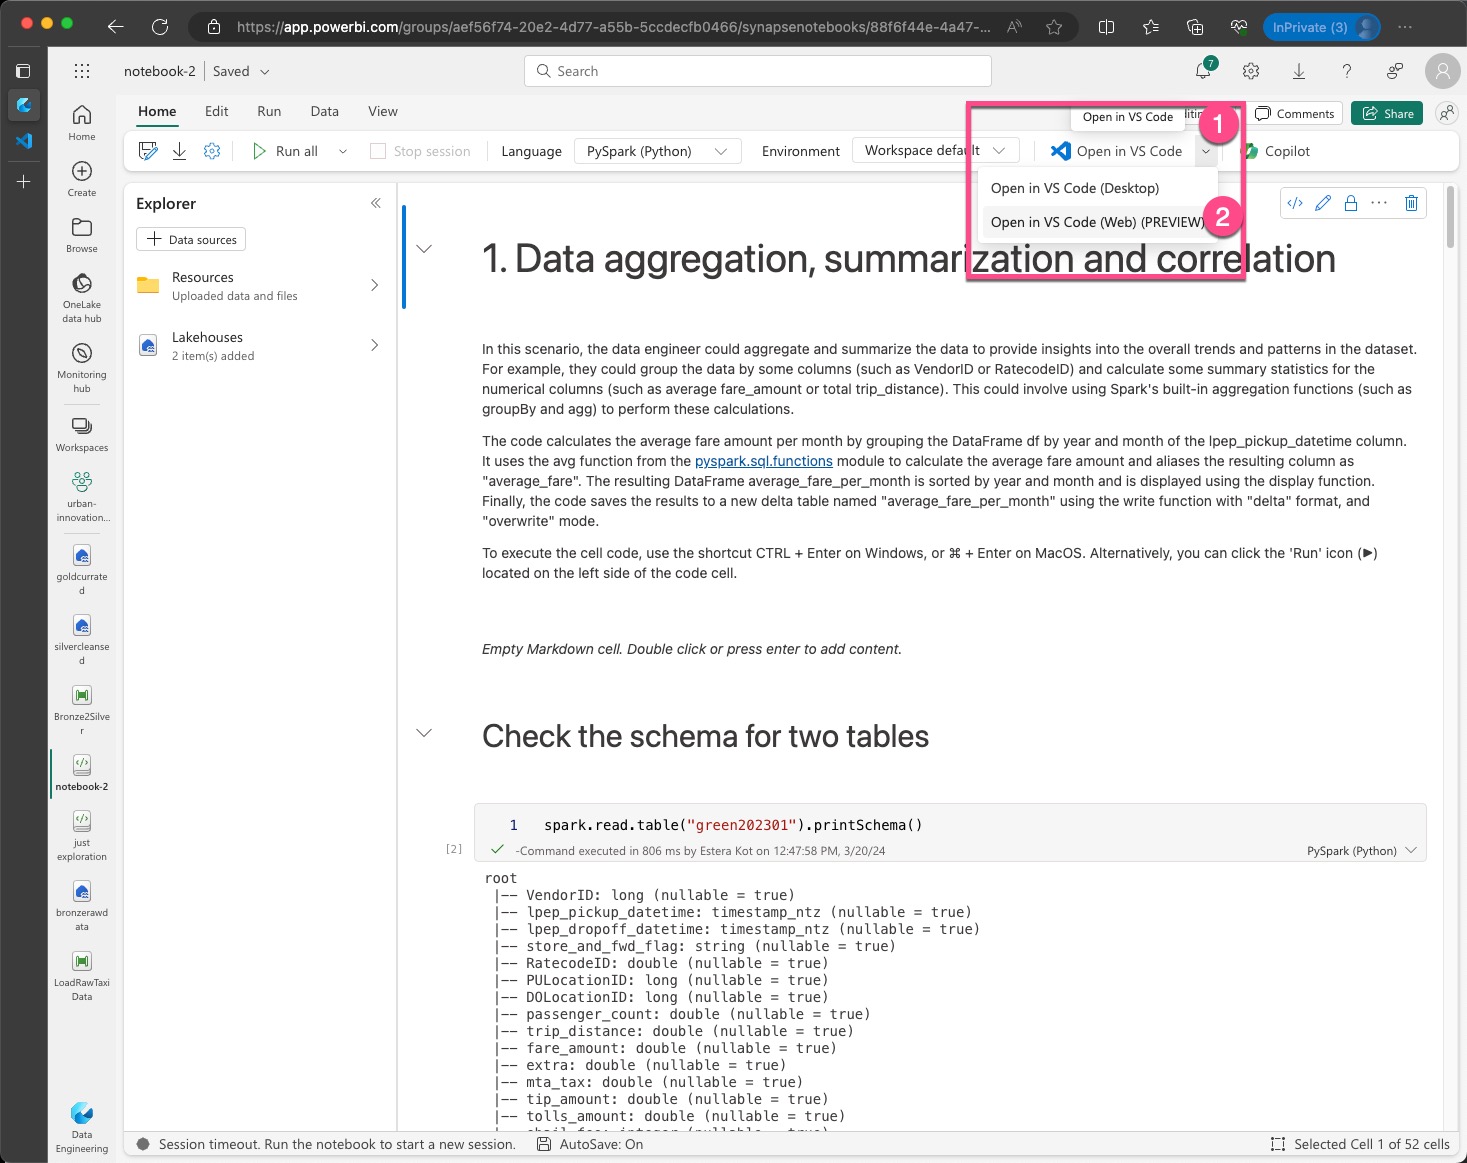 https://app.powerbi.com/groups/aef56f74-20e2-4d77-a55b-5ccdecfb0466/synapsenotebooks/88f6f44e-4a47-...
InPrivate (3)
notebook-2
Saved
Search
7
Home
Edit
Run
Data
View
Open in VS Code
1
Comments
Share
Run all
Stop session
Language
PySpark (Python)
Environment
Workspace default
Open in VS Code
Copilot
Open in VS Code (Desktop)
Open in VS Code (Web) (PREVIEW)
2
Home
Create
Browse
OneLake
data hub
Monitoring
hub
Workspaces
urban-
innovation...
goldcurrate
d
silvercleanse
d
Bronze2Silve
r
notebook-2
just
exploration
bronzerawd
ata
LoadRawTaxi
Data
Data
Engineering
Explorer
Data sources
Resources
Uploaded data and files
Lakehouses
2 item(s) added
1. Data aggregation, summarization and correlation
In this scenario, the data engineer could aggregate and summarize the data to provide insights into the overall trends and patterns in the dataset.
For example, they could group the data by some columns (such as VendorID or RatecodeID) and calculate some summary statistics for the
numerical columns (such as average fare_amount or total trip_distance). This could involve using Spark's built-in aggregation functions (such as
groupBy and agg) to perform these calculations.
The code calculates the average fare amount per month by grouping the DataFrame df by year and month of the lpep_pickup_datetime column.
It uses the avg function from the pyspark.sql.functions module to calculate the average fare amount and aliases the resulting column as
"average_fare". The resulting DataFrame average_fare_per_month is sorted by year and month and is displayed using the display function.
Finally, the code saves the results to a new delta table named "average_fare_per_month" using the write function with "delta" format, and
"overwrite" mode.
To execute the cell code, use the shortcut CTRL + Enter on Windows, or ⌘ + Enter on MacOS. Alternatively, you can click the 'Run' icon (▶)
located on the left side of the code cell.
Empty Markdown cell. Double click or press enter to add content.
Check the schema for two tables
1 spark.read.table("green202301").printSchema()
[2]
-Command executed in 806 ms by Estera Kot on 12:47:58 PM, 3/20/24
PySpark (Python)
root
|-- VendorID: long (nullable = true)
|-- lpep_pickup_datetime: timestamp_ntz (nullable = true)
|-- lpep_dropoff_datetime: timestamp_ntz (nullable = true)
|-- store_and_fwd_flag: string (nullable = true)
|-- RatecodeID: double (nullable = true)
|-- PULocationID: long (nullable = true)
|-- DOLocationID: long (nullable = true)
|-- passenger_count: double (nullable = true)
|-- trip_distance: double (nullable = true)
|-- fare_amount: double (nullable = true)
|-- extra: double (nullable = true)
|-- mta_tax: double (nullable = true)
|-- tip_amount: double (nullable = true)
|-- tolls_amount: double (nullable = true)
Session timeout. Run the notebook to start a new session.
AutoSave: On
Selected Cell 1 of 52 cells